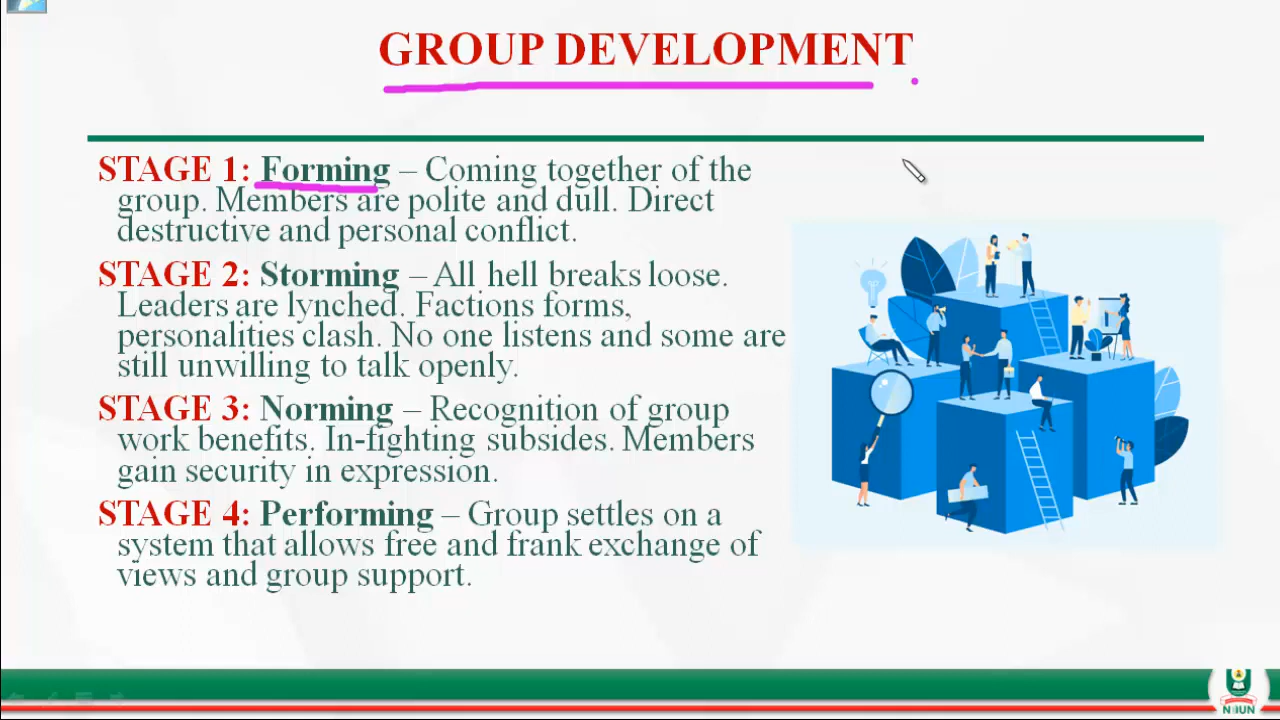 GROUP DEVELOPMENT
STAGE 1: Forming – Coming together of the
group. Members are polite and dull. Direct
destructive and personal conflict.
STAGE 2: Storming – All hell breaks loose.
Leaders are lynched. Factions forms,
personalities clash. No one listens and some are
still unwilling to talk openly.
STAGE 3: Norming – Recognition of group
work benefits. In-fighting subsides. Members
gain security in expression.
STAGE 4: Performing – Group settles on a
system that allows free and frank exchange of
views and group support.
NOUN